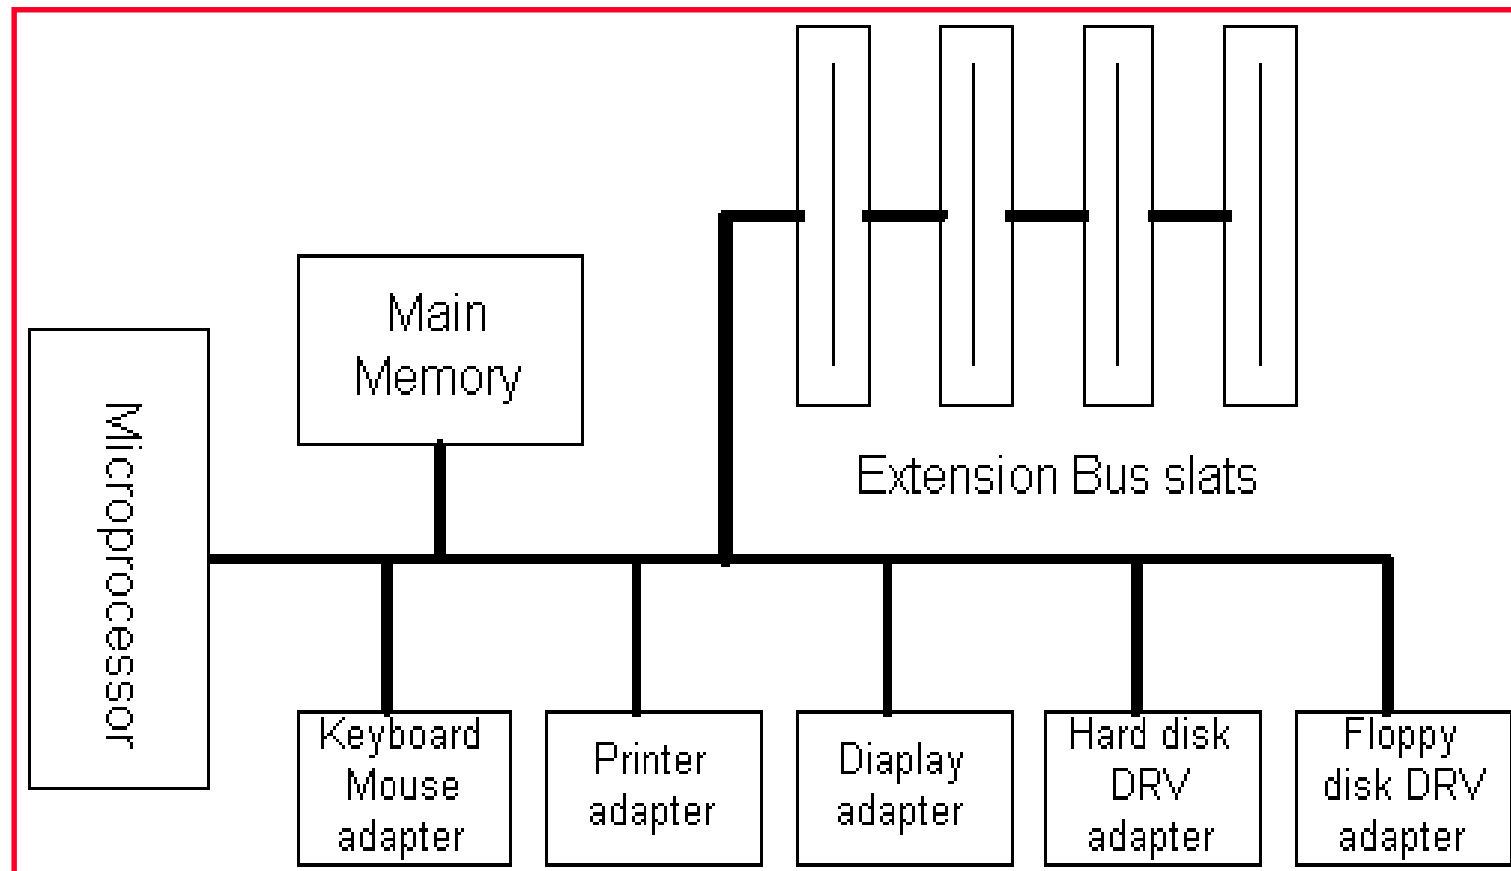 Main
Memory
Microprocessor
Extension Bus slats
Keyboard
Mouse
adapter
Printer
adapter
Diaplay
adapter
Hard disk
DRV
adapter
Floppy
disk DRV
adapter